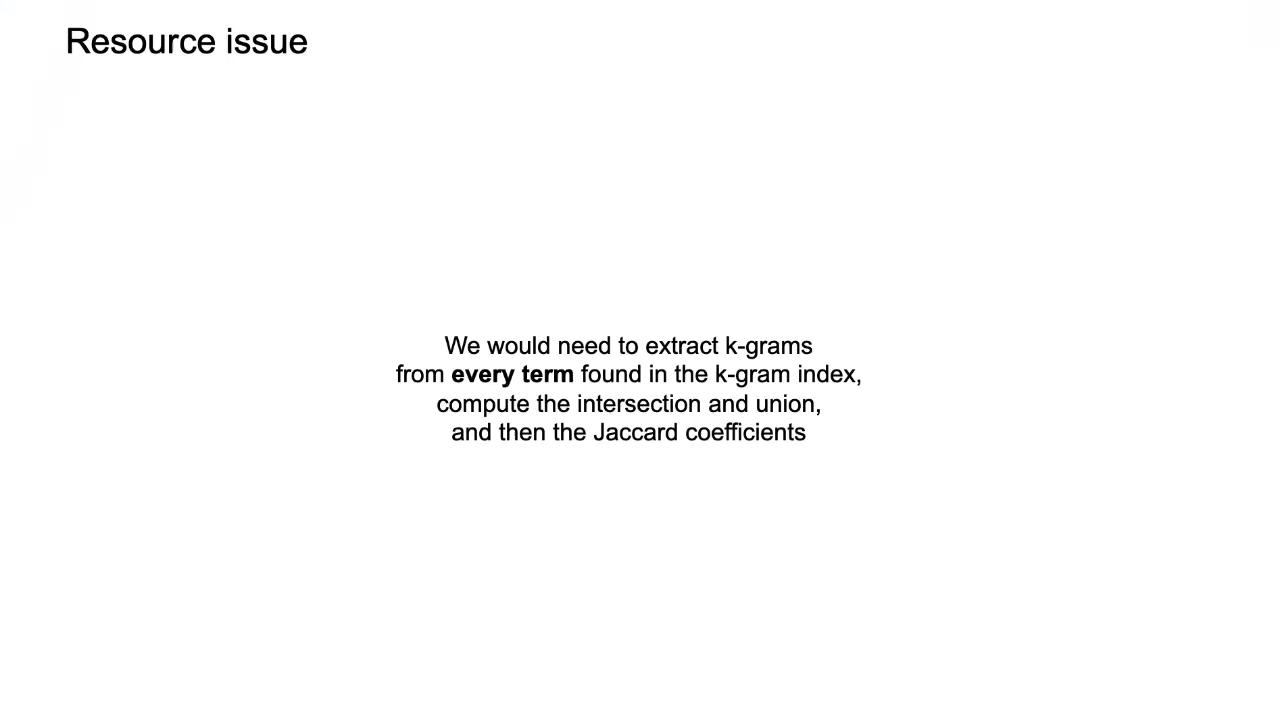 Resource issue
We would need to extract k-grams
from every term found in the k-gram index,
compute the intersection and union,
and then the Jaccard coefficients